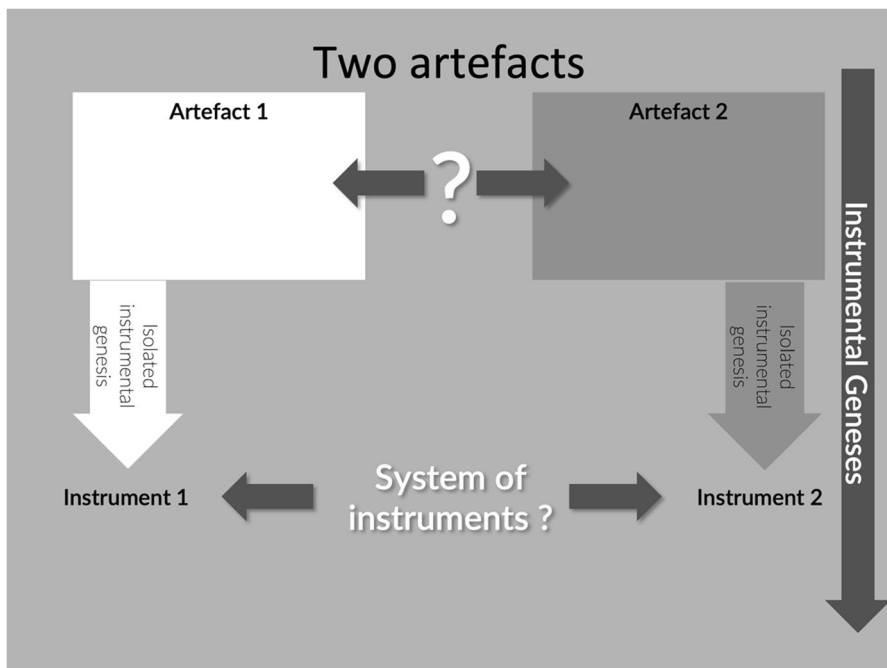 Two artefacts
Artefact 1
Artefact 2
?
Isolated
instrumental
genesis
Isolated
instrumental
genesis
Instrumental Geneses
Instrument 1
System of
instruments ?
Instrument 2